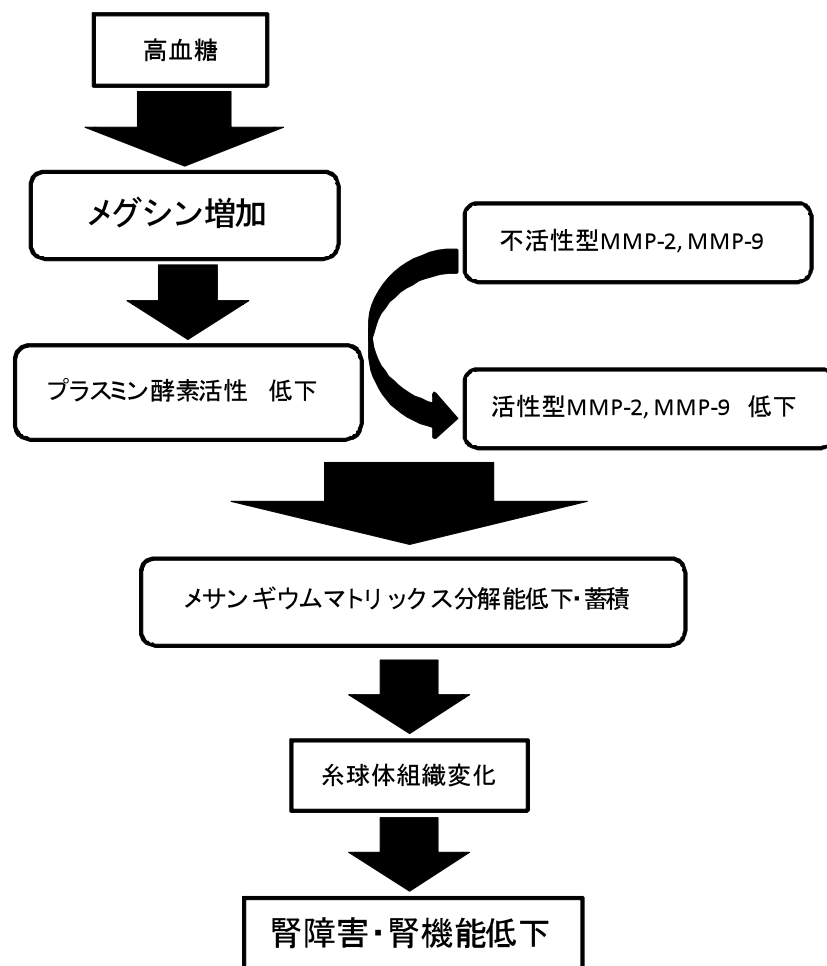 高血糖
メグシン増加
不活性型MMP-2, MMP-9
プラスミン酵素活性　低下
活性型MMP-2, MMP-9　低下
メサンギウムマトリックス分解能低下・蓄積
糸球体組織変化
腎障害・腎機能低下